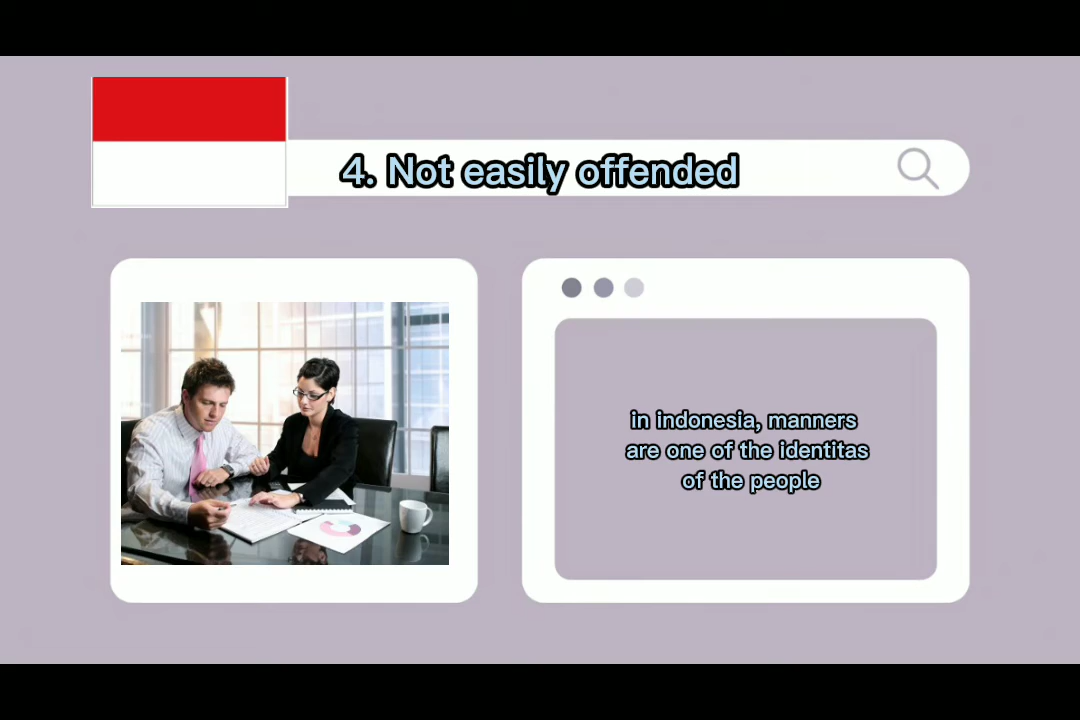 4. Not easily offended
in indonesia, manners
are one of the identitas
of the people